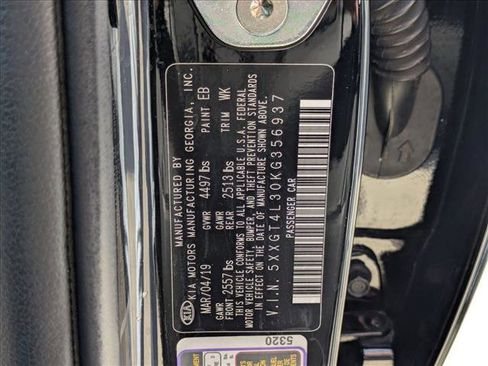 MANUFACTURED BY
KIA MOTORS MANUFACTURING GEORGIA, INC.
KIA
MAR/04/19 GVWR 4497 lbs PAINT EB
GAWR FRONT 2557 lbs GAWR REAR 2513 lbs TRIM WK
THIS VEHICLE CONFORMS TO ALL APPLICABLE U.S.A. FEDERAL
MOTOR VEHICLE SAFETY, BUMPER, AND THEFT PREVENTION STANDARDS
IN EFFECT ON THE DATE OF MANUFACTURE SHOWN ABOVE.
V.I.N. 5XXGT4L30KG356937
PASSENGER CAR
5320